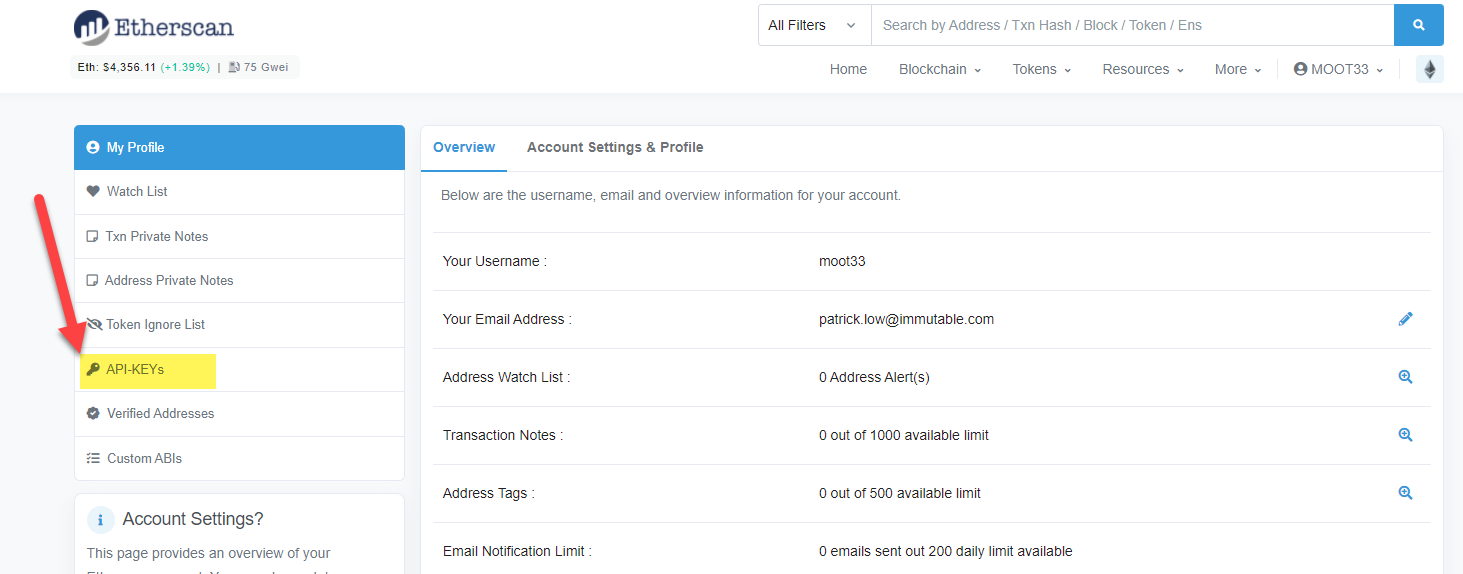 Etherscan
All Filters
Search by Address / Txn Hash / Block / Token / Ens
Eth: $4,356.11 (+1.39%) | 75 Gwei
Home Blockchain Tokens Resources More MOOT33
My Profile
Watch List
Txn Private Notes
Address Private Notes
Token Ignore List
API-KEYs
Verified Addresses
Custom ABIs
Account Settings?
This page provides an overview of your
Overview Account Settings & Profile
Below are the username, email and overview information for your account.
Your Username : moot33
Your Email Address : patrick.low@immutable.com
Address Watch List : 0 Address Alert(s)
Transaction Notes : 0 out of 1000 available limit
Address Tags : 0 out of 500 available limit
Email Notification Limit : 0 emails sent out 200 daily limit available